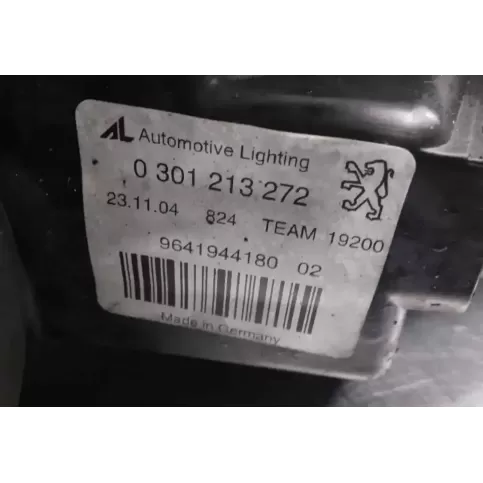 AL Automotive Lighting
0 301 213 272
23.11.04 824 TEAM 19200
9641944180 02
Made in Germany